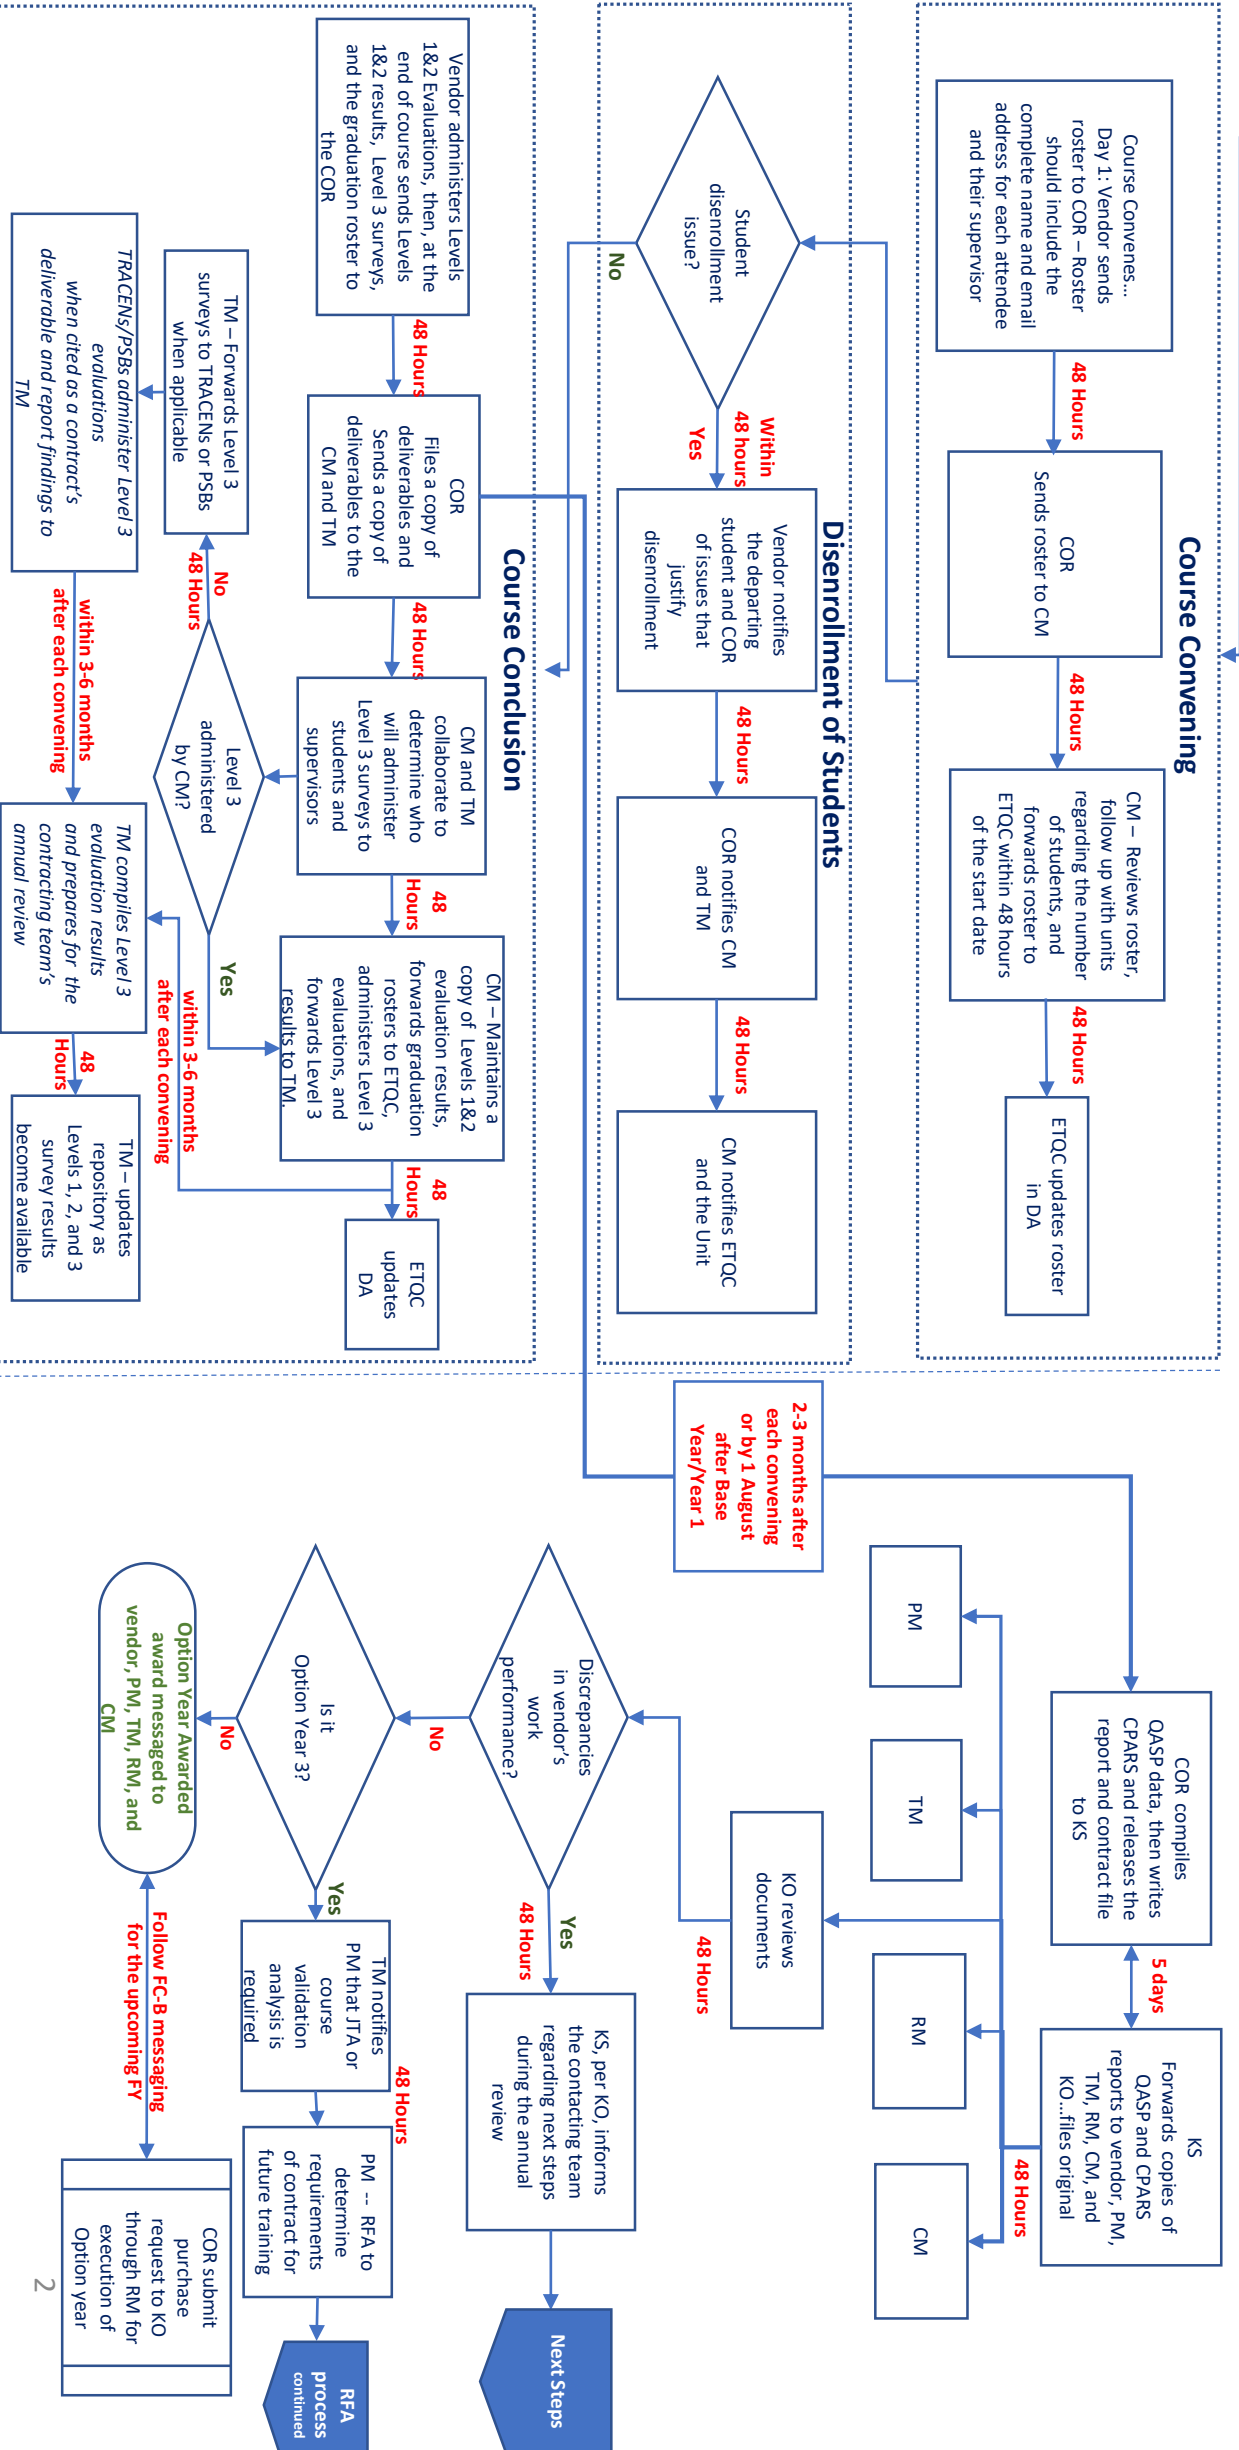 Course Convening
Course Convenes...
Day 1: Vendor sends
roster to COR – Roster
should include the
complete name and email
address for each attendee
and their supervisor
48 Hours
COR
Sends roster to CM
48 Hours
CM – Reviews roster,
follow up with units
regarding the number
of students, and
forwards roster to
ETQC within 48 hours
of the start date
48 Hours
ETQC updates roster
in DA
Disenrollment of Students
Student
disenrollment
issue?
No
Within
48 hours
Yes
Vendor notifies
the departing
student and COR
of issues that
justify
disenrollment
48 Hours
COR notifies CM
and TM
48 Hours
CM notifies ETQC
and the Unit
Course Conclusion
Vendor administers Levels
1&2 Evaluations, then, at the
end of course sends Levels
1&2 results, Level 3 surveys,
and the graduation roster to
the COR
48 Hours
COR
Files a copy of
deliverables and
Sends a copy of
deliverables to the
CM and TM
48 Hours
CM and TM
collaborate to
determine who
will administer
Level 3 surveys to
students and
supervisors
48
Hours
CM – Maintains a
copy of Levels 1&2
evaluation results,
forwards graduation
rosters to ETQC,
administers Level 3
evaluations, and
forwards Level 3
results to TM.
48
Hours
ETQC
updates
DA
Level 3
administered
by CM?
No
48 Hours
Yes
TM – Forwards Level 3
surveys to TRACENs or PSBs
when applicable
TRACENs/PSBs administer Level 3
evaluations
when cited as a contract's
deliverable and report findings to
TM
within 3-6 months
after each convening
within 3-6 months
after each convening
TM compiles Level 3
evaluation results
and prepares for the
contracting team's
annual review
48
Hours
TM – updates
repository as
Levels 1, 2, and 3
survey results
become available
2-3 months after
each convening
or by 1 August
after Base
Year/Year 1
COR compiles
QASP data, then writes
CPARS and releases the
report and contract file
to KS
5 days
KS
Forwards copies of
QASP and CPARS
reports to vendor, PM,
TM, RM, CM, and
KO...files original
48 Hours
PM
TM
RM
CM
KO reviews
documents
48 Hours
Discrepancies
in vendor's
work
performance?
Yes
48 Hours
No
KS, per KO, informs
the contacting team
regarding next steps
during the annual
review
Next Steps
Is it
Option Year 3?
Yes
No
TM notifies
PM that JTA or
course
validation
analysis is
required
48 Hours
PM -- RFA to
determine
requirements
of contract for
future training
RFA
process
continued
Option Year Awarded
award messaged to
vendor, PM, TM, RM, and
CM
Follow FC-B messaging
for the upcoming FY
COR submit
purchase
request to KO
through RM for
execution of
Option year
2